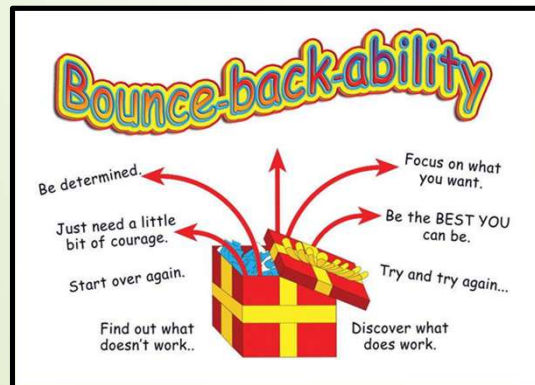 Bounce-back-ability
Be determined.
Just need a little
bit of courage.
Start over again.
Find out what
doesn't work..
Focus on what
you want.
Be the BEST YOU
can be.
Try and try again...
Discover what
does work.